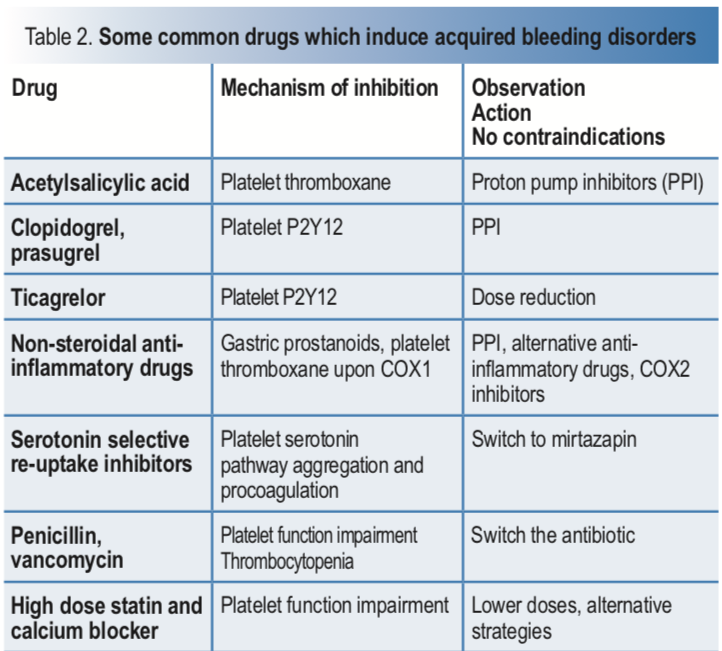 Table 2. Some common drugs which induce acquired bleeding disorders
Drug
Mechanism of inhibition
Observation
Action
No contraindications
Acetylsalicylic acid
Platelet thromboxane
Proton pump inhibitors (PPI)
Clopidogrel,
prasugrel
Platelet P2Y12
PPI
Ticagrelor
Platelet P2Y12
Dose reduction
Non-steroidal anti-
inflammatory drugs
Gastric prostanoids, platelet
thromboxane upon COX1
PPI, alternative anti-
inflammatory drugs, COX2
inhibitors
Serotonin selective
re-uptake inhibitors
Platelet serotonin
pathway aggregation and
procoagulation
Switch to mirtazapin
Penicillin,
vancomycin
Platelet function impairment
Thrombocytopenia
Switch the antibiotic
High dose statin and
calcium blocker
Platelet function impairment
Lower doses, alternative
strategies